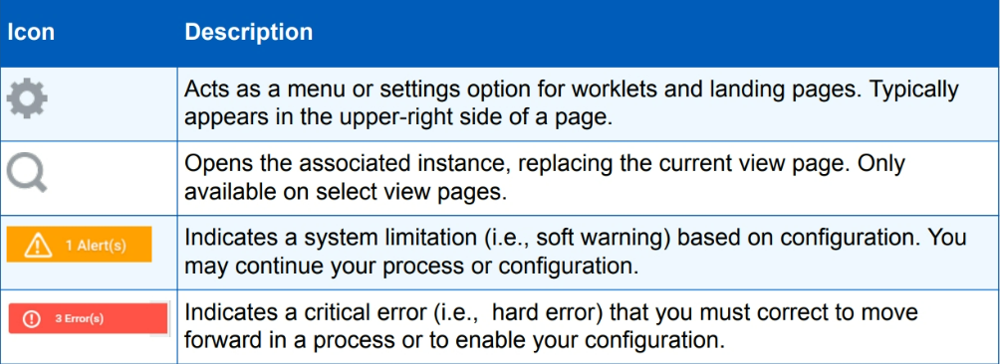 Icon Description
Acts as a menu or settings option for worklets and landing pages. Typically
appears in the upper-right side of a page.
Opens the associated instance, replacing the current view page. Only
available on select view pages.
1 Alert(s)
Indicates a system limitation (i.e., soft warning) based on configuration. You
may continue your process or configuration.
3 Error(s)
Indicates a critical error (i.e.,  hard error) that you must correct to move
forward in a process or to enable your configuration.